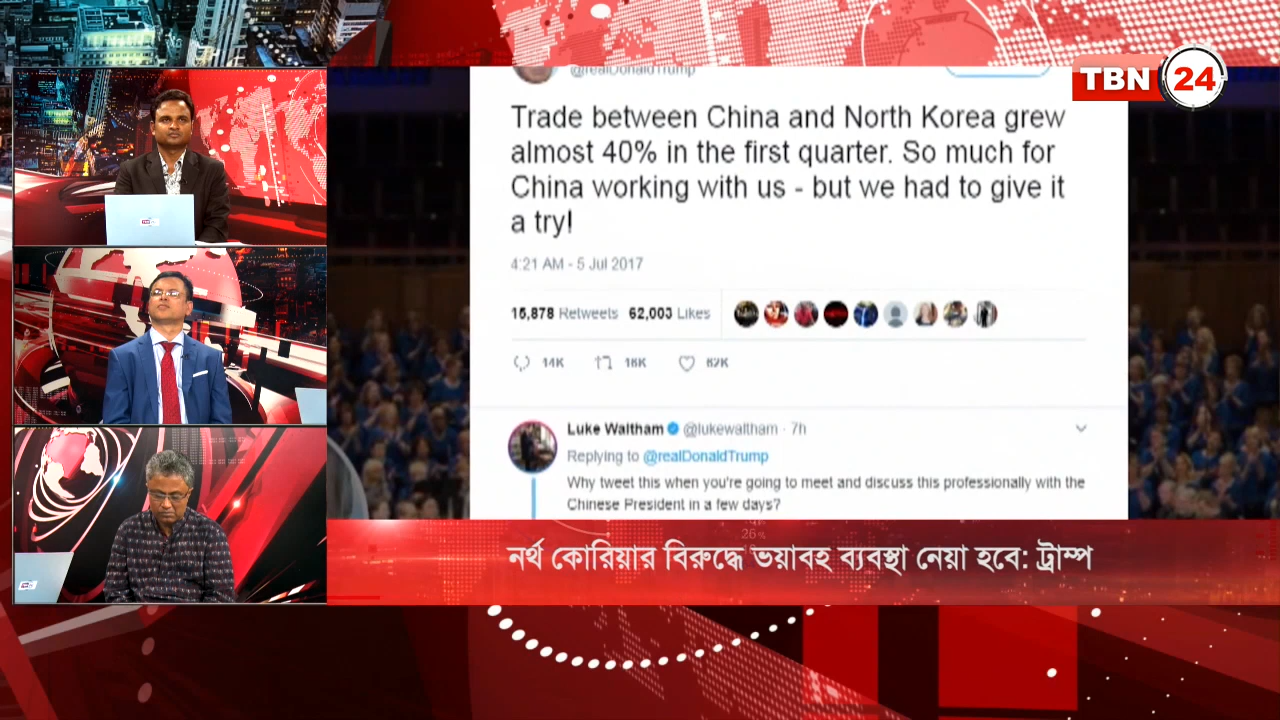 TBN 24
@realDonaldTrump
Trade between China and North Korea grew
almost 40% in the first quarter. So much for
China working with us - but we had to give it
a try!
4:21 AM - 5 Jul 2017
15,878 Retweets 62,003 Likes
14K 16K 62K
Luke Waltham @lukewaltham · 7h
Replying to @realDonaldTrump
Why tweet this when you're going to meet and discuss this professionally with the
Chinese President in a few days?
26
নর্থ কোরিয়ার বিরুদ্ধে ভয়াবহ ব্যবস্থা নেয়া হবে: ট্রাম্প